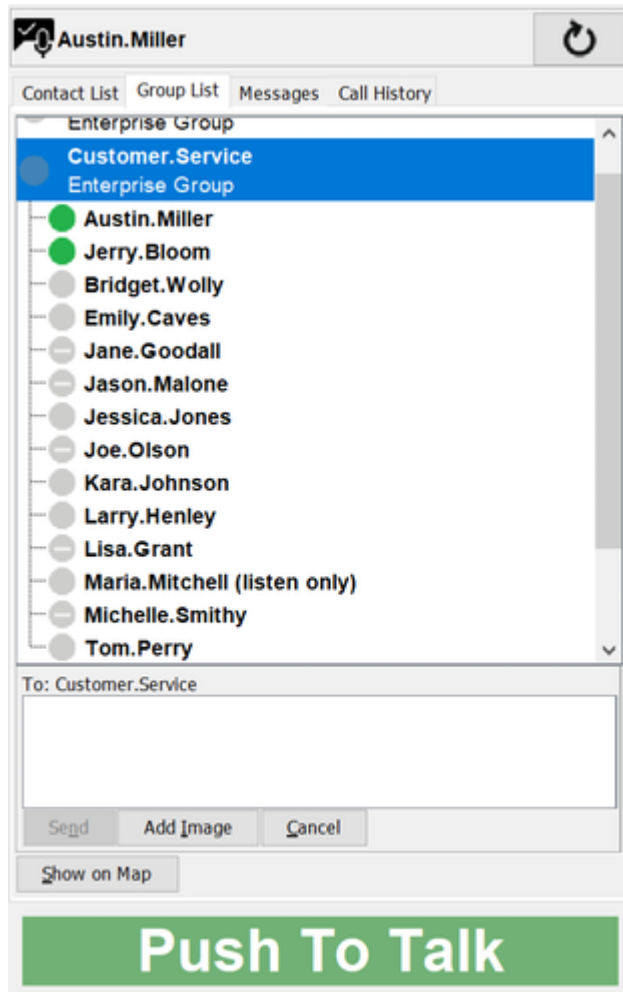 Austin.Miller
Contact List Group List Messages Call History
Enterprise Group
Customer.Service
Enterprise Group
Austin.Miller
Jerry.Bloom
Bridget.Wolly
Emily.Caves
Jane.Goodall
Jason.Malone
Jessica.Jones
Joe.Olson
Kara.Johnson
Larry.Henley
Lisa.Grant
Maria.Mitchell (listen only)
Michelle.Smithy
Tom.Perry
To: Customer.Service
Send Add Image Cancel
Show on Map
Push To Talk